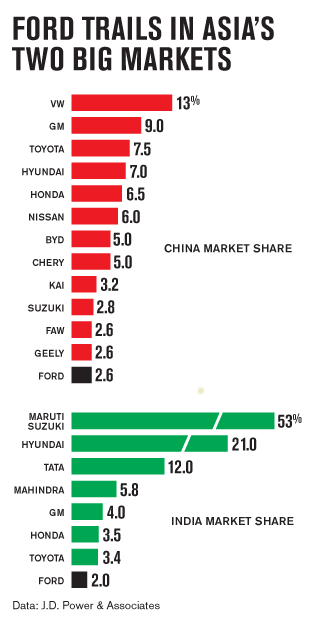 FORD TRAILS IN ASIA'S
TWO BIG MARKETS
VW 13%
GM 9.0
TOYOTA 7.5
HYUNDAI 7.0
HONDA 6.5
NISSAN 6.0
BYD 5.0
CHERY 5.0
CHINA MARKET SHARE
KAI 3.2
SUZUKI 2.8
FAW 2.6
GEELY 2.6
FORD 2.6
MARUTI
SUZUKI 53%
HYUNDAI 21.0
TATA 12.0
MAHINDRA 5.8
GM 4.0
INDIA MARKET SHARE
HONDA 3.5
TOYOTA 3.4
FORD 2.0
Data: J.D. Power & Associates